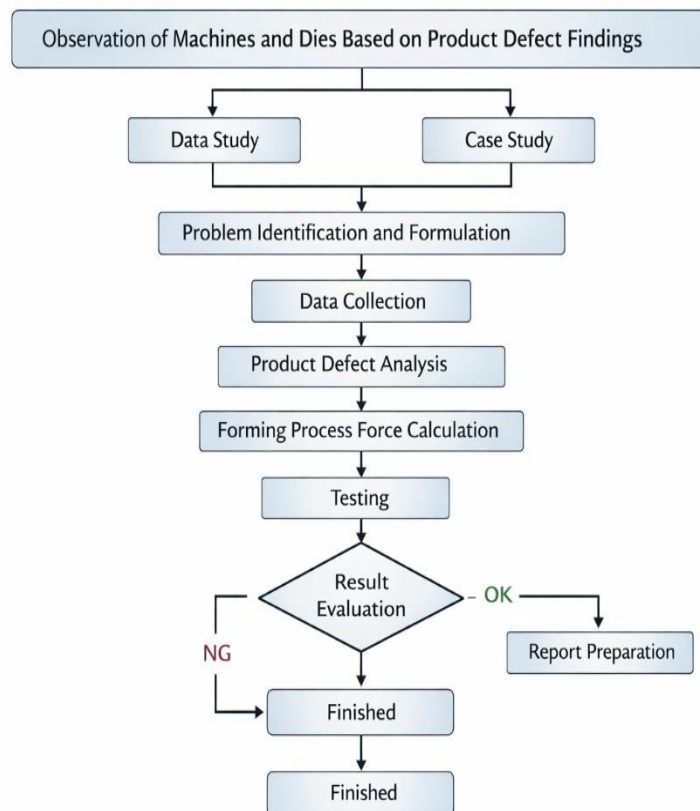 Observation of Machines and Dies Based on Product Defect Findings
Data Study
Case Study
Problem Identification and Formulation
Data Collection
Product Defect Analysis
Forming Process Force Calculation
Testing
Result
Evaluation
OK
NG
Report Preparation
Finished
Finished